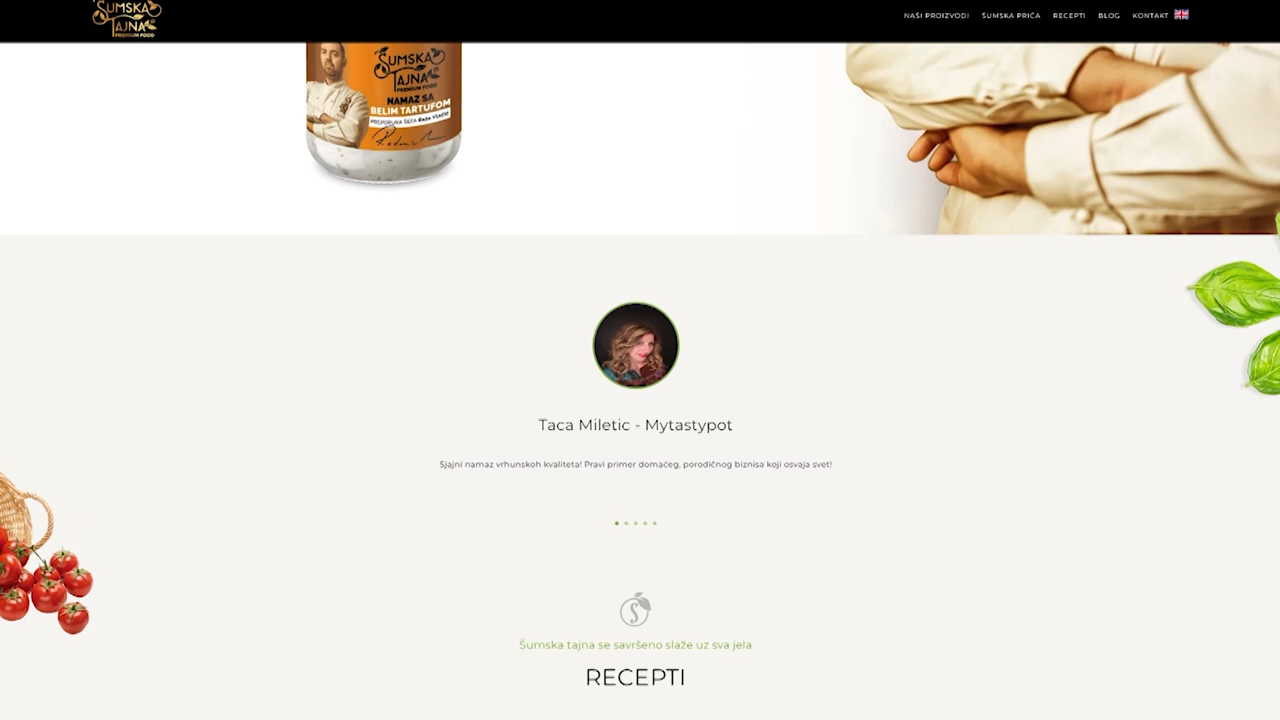 ŠUMSKA
TAJNA
PREMIUM FOOD
NAŠI PROIZVODI ŠUMSKA PRIČA RECEPTI BLOG KONTAKT
ŠUMSKA
TAJNA
PREMIUM FOOD
NAMAZ SA
BELIM TARTUFOM
PREPORUKA ŠEFA
Taca Miletic - Mytastypot
Sjajni namaz vrhunskoh kvaliteta! Pravi primer domaćeg, porodičnog biznisa koji osvaja svet!
Šumska tajna se savršeno slaže uz sva jela
RECEPTI